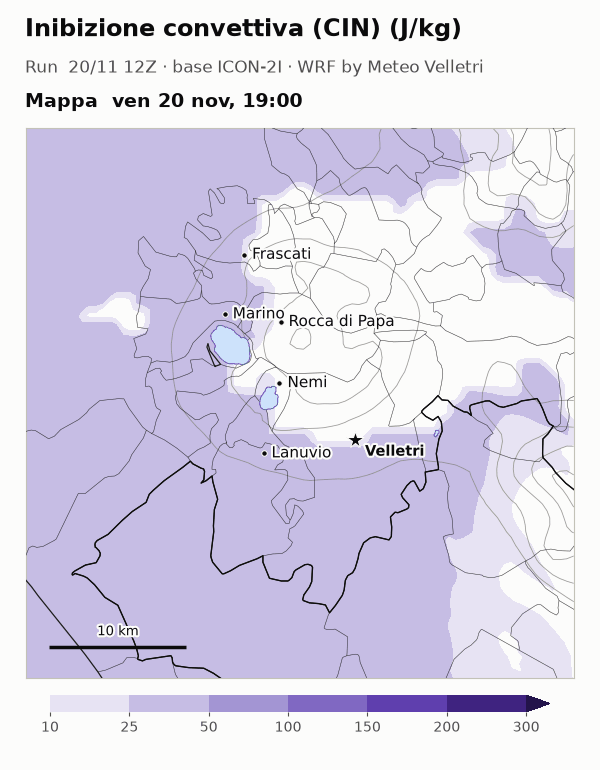 Inibizione convettiva (CIN) (J/kg)
Run  20/11 12Z · base ICON-2I · WRF by Meteo Velletri
Mappa  ven 20 nov, 19:00
Frascati
Marino
Rocca di Papa
Nemi
Velletri
Lanuvio
10 km
10 25 50 100 150 200 300